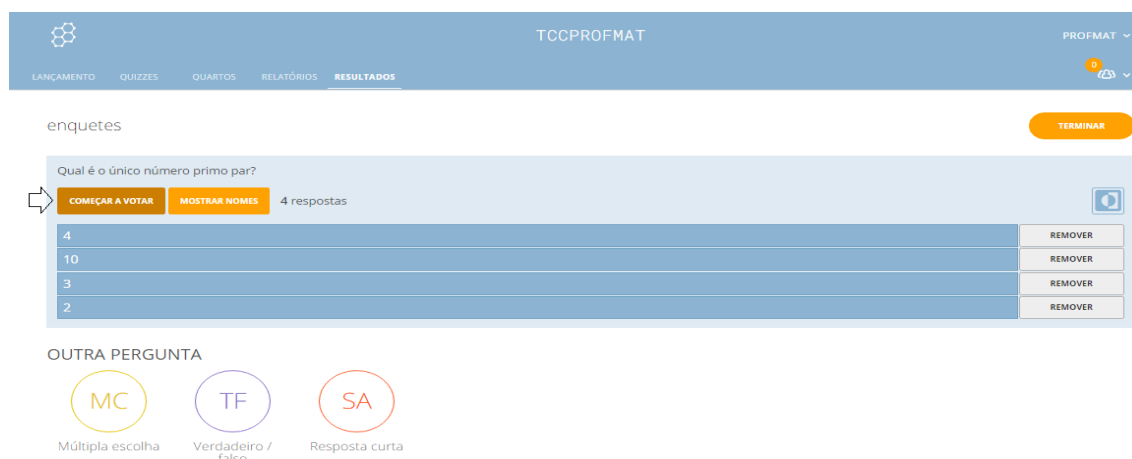 TCCPROFMAT
PROFMAT
LANÇAMENTO QUIZZES QUARTOS RELATÓRIOS RESULTADOS
0
enquetes
TERMINAR
Qual é o único número primo par?
COMEÇAR A VOTAR MOSTRAR NOMES 4 respostas
4 REMOVER
10 REMOVER
3 REMOVER
2 REMOVER
OUTRA PERGUNTA
MC TF SA
Múltipla escolha Verdadeiro / Resposta curta
falso